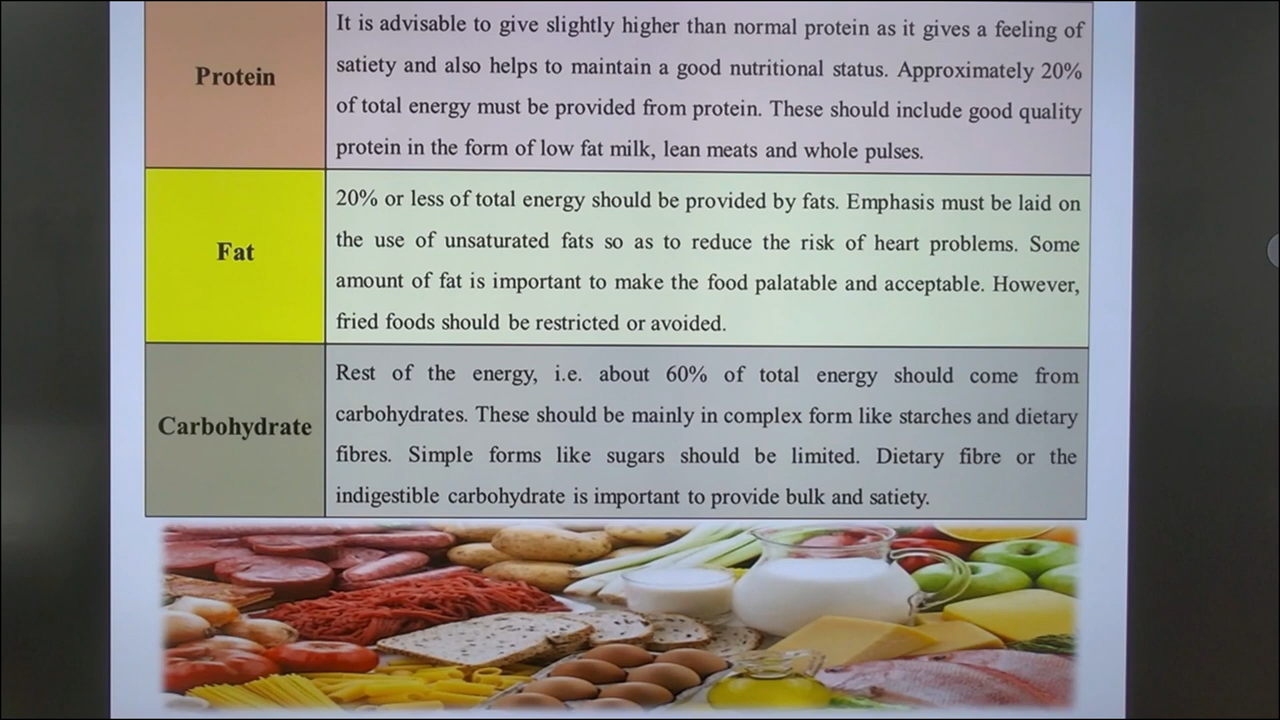 Protein
It is advisable to give slightly higher than normal protein as it gives a feeling of
satiety and also helps to maintain a good nutritional status. Approximately 20%
of total energy must be provided from protein. These should include good quality
protein in the form of low fat milk, lean meats and whole pulses.
Fat
20% or less of total energy should be provided by fats. Emphasis must be laid on
the use of unsaturated fats so as to reduce the risk of heart problems. Some
amount of fat is important to make the food palatable and acceptable. However,
fried foods should be restricted or avoided.
Carbohydrate
Rest of the energy, i.e. about 60% of total energy should come from
carbohydrates. These should be mainly in complex form like starches and dietary
fibres. Simple forms like sugars should be limited. Dietary fibre or the
indigestible carbohydrate is important to provide bulk and satiety.